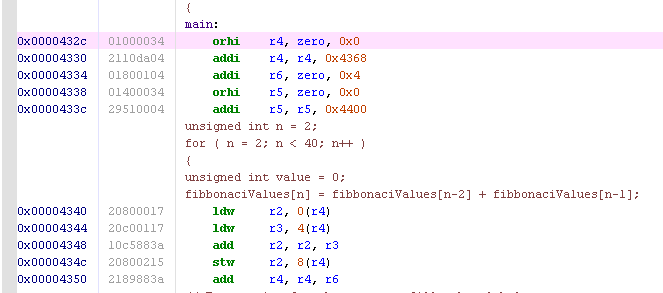 {
main:
0x0000432c 01000034 orhi r4, zero, 0x0
0x00004330 2110da04 addi r4, r4, 0x4368
0x00004334 01800104 addi r6, zero, 0x4
0x00004338 01400034 orhi r5, zero, 0x0
0x0000433c 29510004 addi r5, r5, 0x4400
unsigned int n = 2;
for ( n = 2; n < 40; n++ )
{
unsigned int value = 0;
fibbonaciValues[n] = fibbonaciValues[n-2] + fibbonaciValues[n-1];
0x00004340 20800017 ldw r2, 0(r4)
0x00004344 20c00117 ldw r3, 4(r4)
0x00004348 10c5883a add r2, r2, r3
0x0000434c 20800215 stw r2, 8(r4)
0x00004350 2189883a add r4, r4, r6